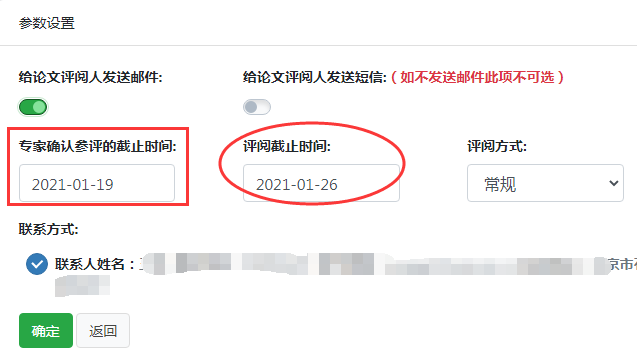 参数设置
给论文评阅人发送邮件: 给论文评阅人发送短信:（如不发送邮件此项不可选）
专家确认参评的截止时间: 评阅截止时间: 评阅方式:
2021-01-19 2021-01-26 常规
联系方式:
联系人姓名： 京市
确定 返回